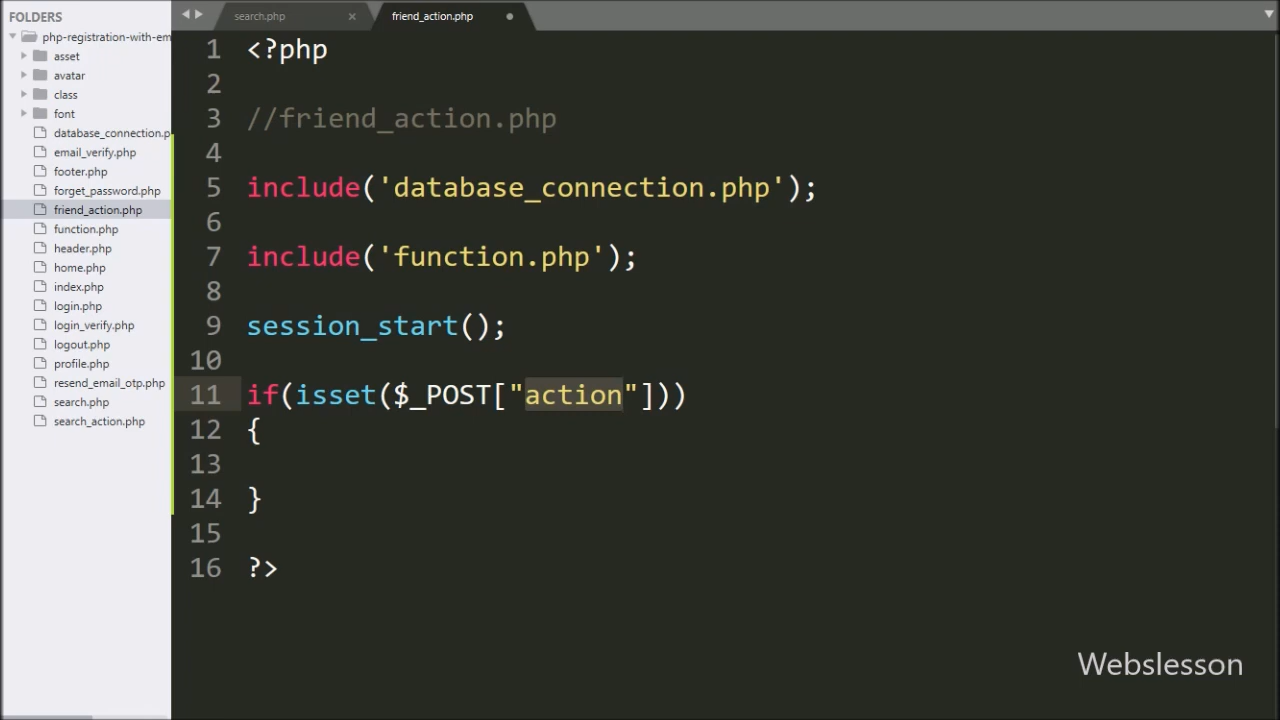 FOLDERS
php-registration-with-em
asset
avatar
class
font
database_connection.p
email_verify.php
footer.php
forget_password.php
friend_action.php
function.php
header.php
home.php
index.php
login.php
login_verify.php
logout.php
profile.php
resend_email_otp.php
search.php
search_action.php
search.php
friend_action.php
1 <?php
2
3 //friend_action.php
4
5 include('database_connection.php');
6
7 include('function.php');
8
9 session_start();
10
11 if(isset($_POST["action"]))
12 {
13
14 }
15
16 ?>
Webslesson